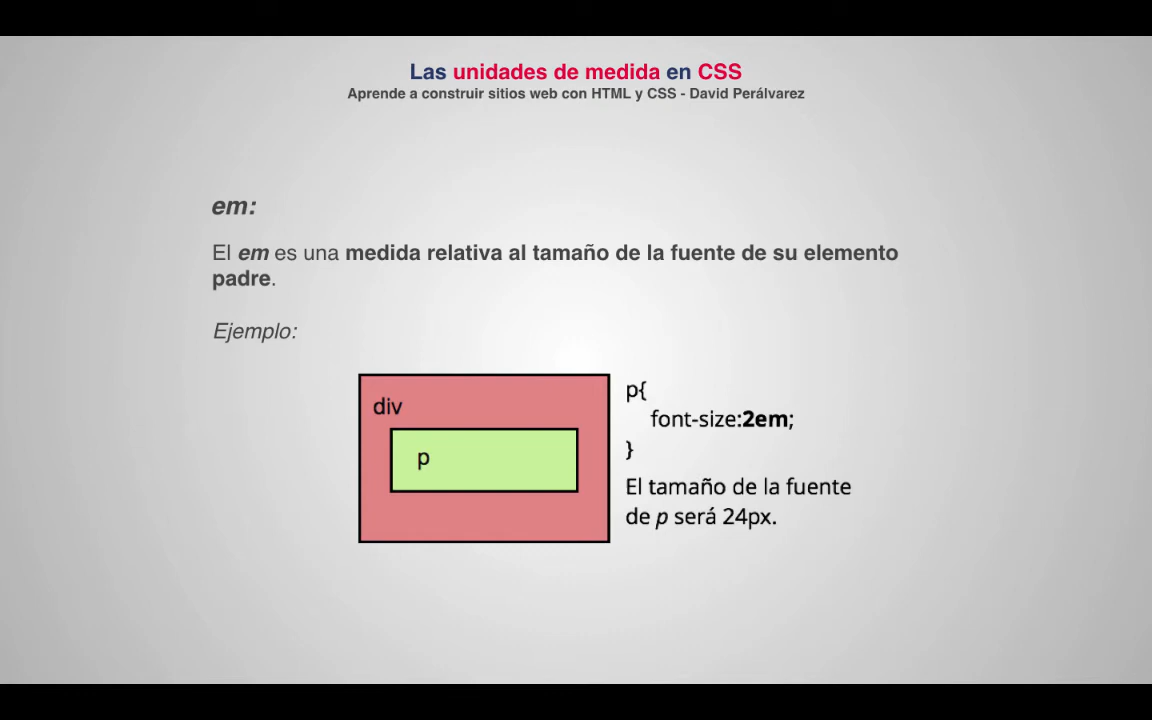 Las unidades de medida en CSS
Aprende a construir sitios web con HTML y CSS - David Perálvarez
em:
El em es una medida relativa al tamaño de la fuente de su elemento
padre.
Ejemplo:
div
p
p{
font-size:2em;
}
El tamaño de la fuente
de p será 24px.